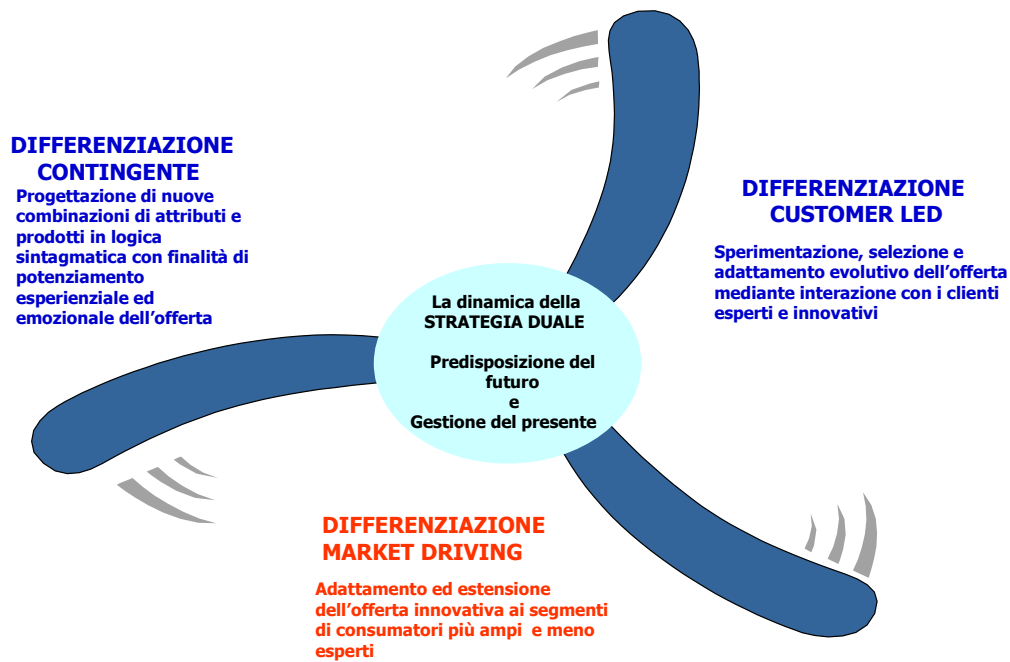 DIFFERENZIAZIONE
CONTINGENTE
Progettazione di nuove
combinazioni di attributi e
prodotti in logica
sintagmatica con finalità di
potenziamento
esperienziale ed
emozionale dell’offerta
DIFFERENZIAZIONE
CUSTOMER LED
Sperimentazione, selezione e
adattamento evolutivo dell’offerta
mediante interazione con i clienti
esperti e innovativi
La dinamica della
STRATEGIA DUALE
Predisposizione del
futuro
e
Gestione del presente
DIFFERENZIAZIONE
MARKET DRIVING
Adattamento ed estensione
dell’offerta innovativa ai segmenti
di consumatori più ampi e meno
esperti